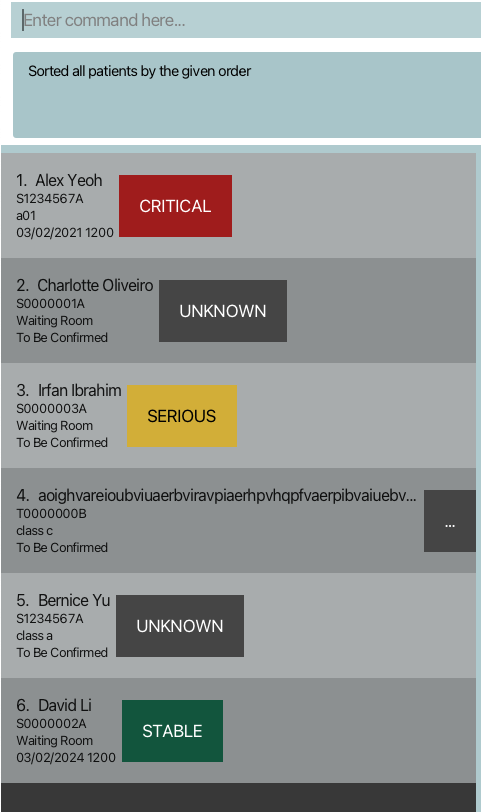 Enter command here...
Sorted all patients by the given order
1. Alex Yeoh
S1234567A
a01
03/02/2021 1200
CRITICAL
2. Charlotte Oliveiro
S0000001A
Waiting Room
To Be Confirmed
UNKNOWN
3. Irfan Ibrahim
S0000003A
Waiting Room
To Be Confirmed
SERIOUS
4. aoighvareioubviuaerbviravpiaerhpvhqpfvaerpibvaiuebv...
T0000000B
class c
To Be Confirmed
...
5. Bernice Yu
S1234567A
class a
To Be Confirmed
UNKNOWN
6. David Li
S0000002A
Waiting Room
03/02/2024 1200
STABLE